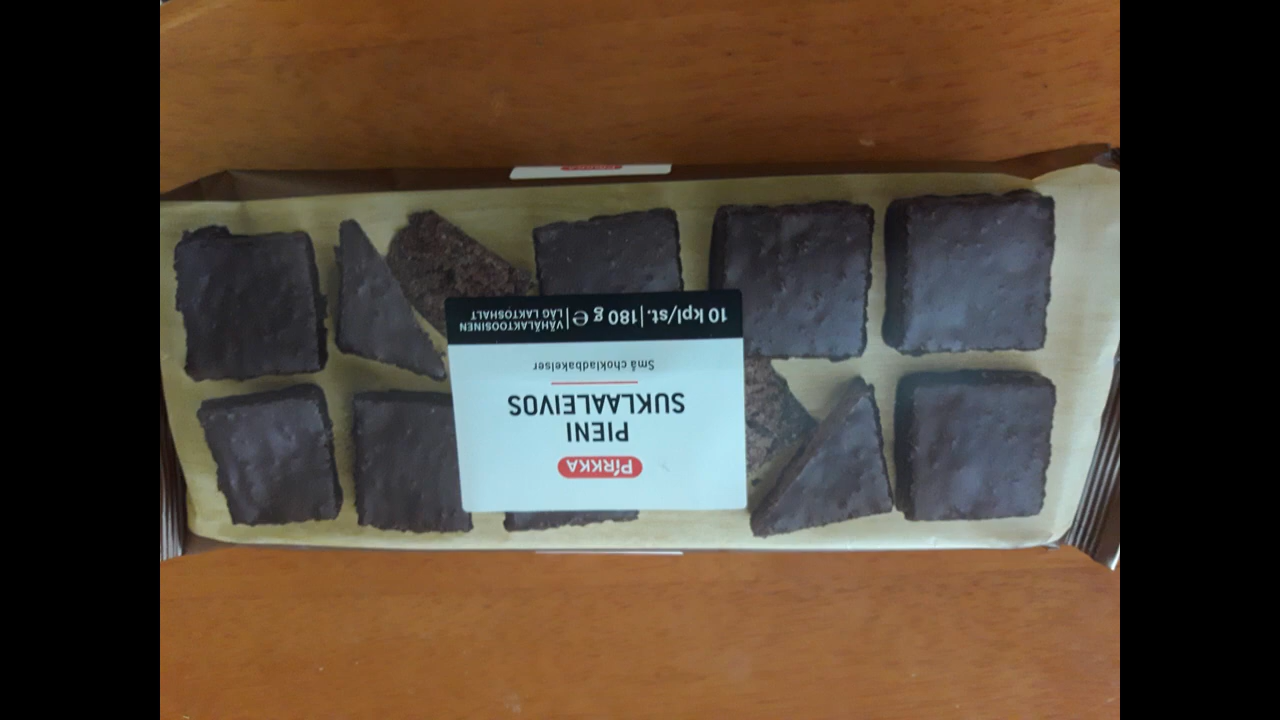 PIRKKA
PIENI
SUKLAALEIVOS
Små chokladbakelser
10 kpl/st. | 180 g ℮ | VÄHÄLAKTOOSINEN
LÅG LAKTOSHALT